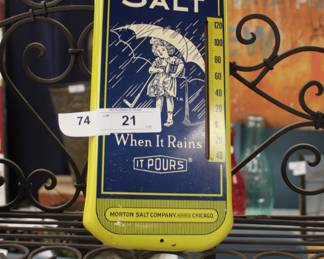 SALT
120
100
80
60
40
20
0
20
40
74 21
When It Rains
IT POURS
MORTON SALT COMPANY, CHICAGO.